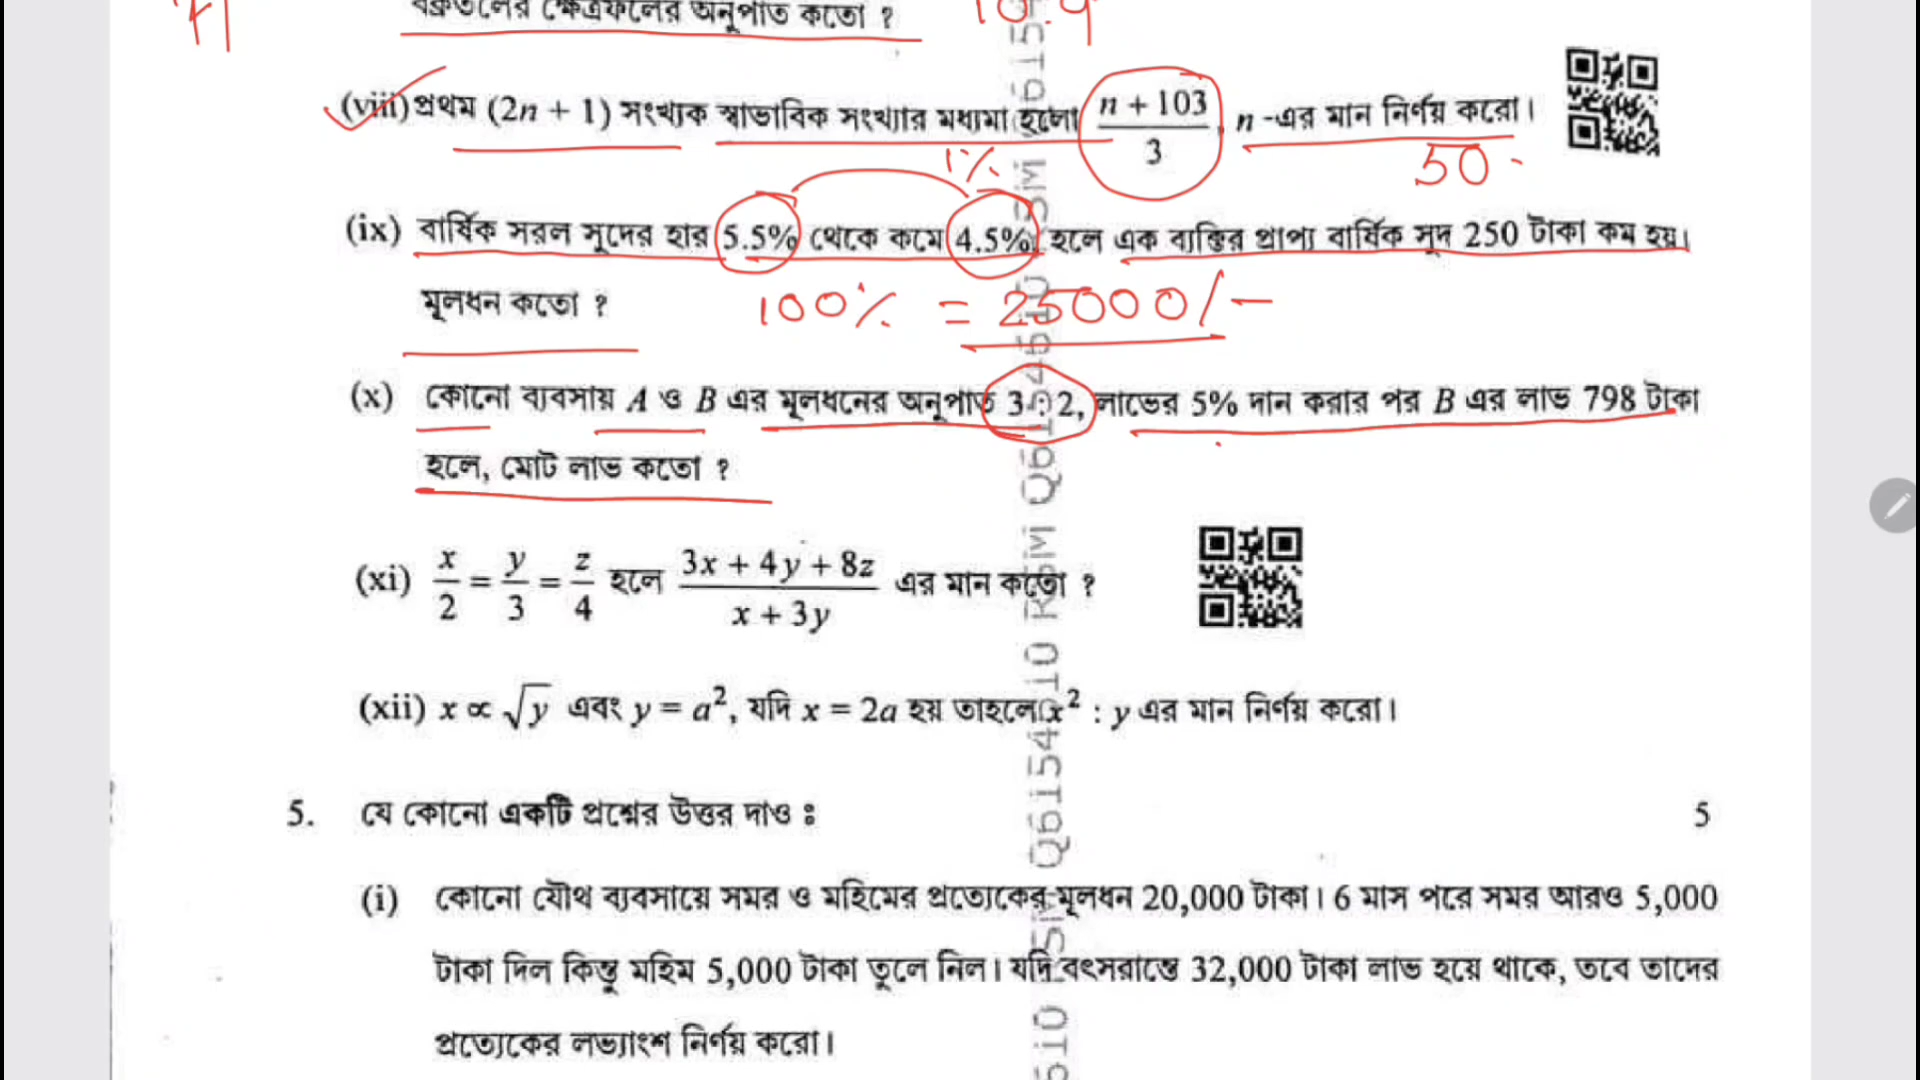 বক্রতলের ক্ষেত্রফলের অনুপাত কতো ?
(viii) প্রথম (2n + 1) সংখ্যক স্বাভাবিক সংখ্যার মধ্যমা হলো n + 103 / 3, n -এর মান নির্ণয় করো।
50
1%
(ix) বার্ষিক সরল সুদের হার 5.5% থেকে কমে 4.5% হলে এক ব্যক্তির প্রাপ্য বার্ষিক সুদ 250 টাকা কম হয়।
মূলধন কতো ? 100% = 25000/-
(x) কোনো ব্যবসায় A ও B এর মূলধনের অনুপাত 3 : 2, লাভের 5% দান করার পর B এর লাভ 798 টাকা
হলে, মোট লাভ কতো ?
(xi) x/2 = y/3 = z/4 হলে (3x + 4y + 8z)/(x + 3y) এর মান কতো ?
(xii) x ∝ √y এবং y = a², যদি x = 2a হয় তাহলে x² : y এর মান নির্ণয় করো।
5. যে কোনো একটি প্রশ্নের উত্তর দাও ঃ 5
(i) কোনো যৌথ ব্যবসায়ে সমর ও মহিমের প্রত্যেকের মূলধন 20,000 টাকা। 6 মাস পরে সমর আরও 5,000
টাকা দিল কিন্তু মহিম 5,000 টাকা তুলে নিল। যদি বৎসরান্তে 32,000 টাকা লাভ হয়ে থাকে, তবে তাদের
প্রত্যেকের লভ্যাংশ নির্ণয় করো।